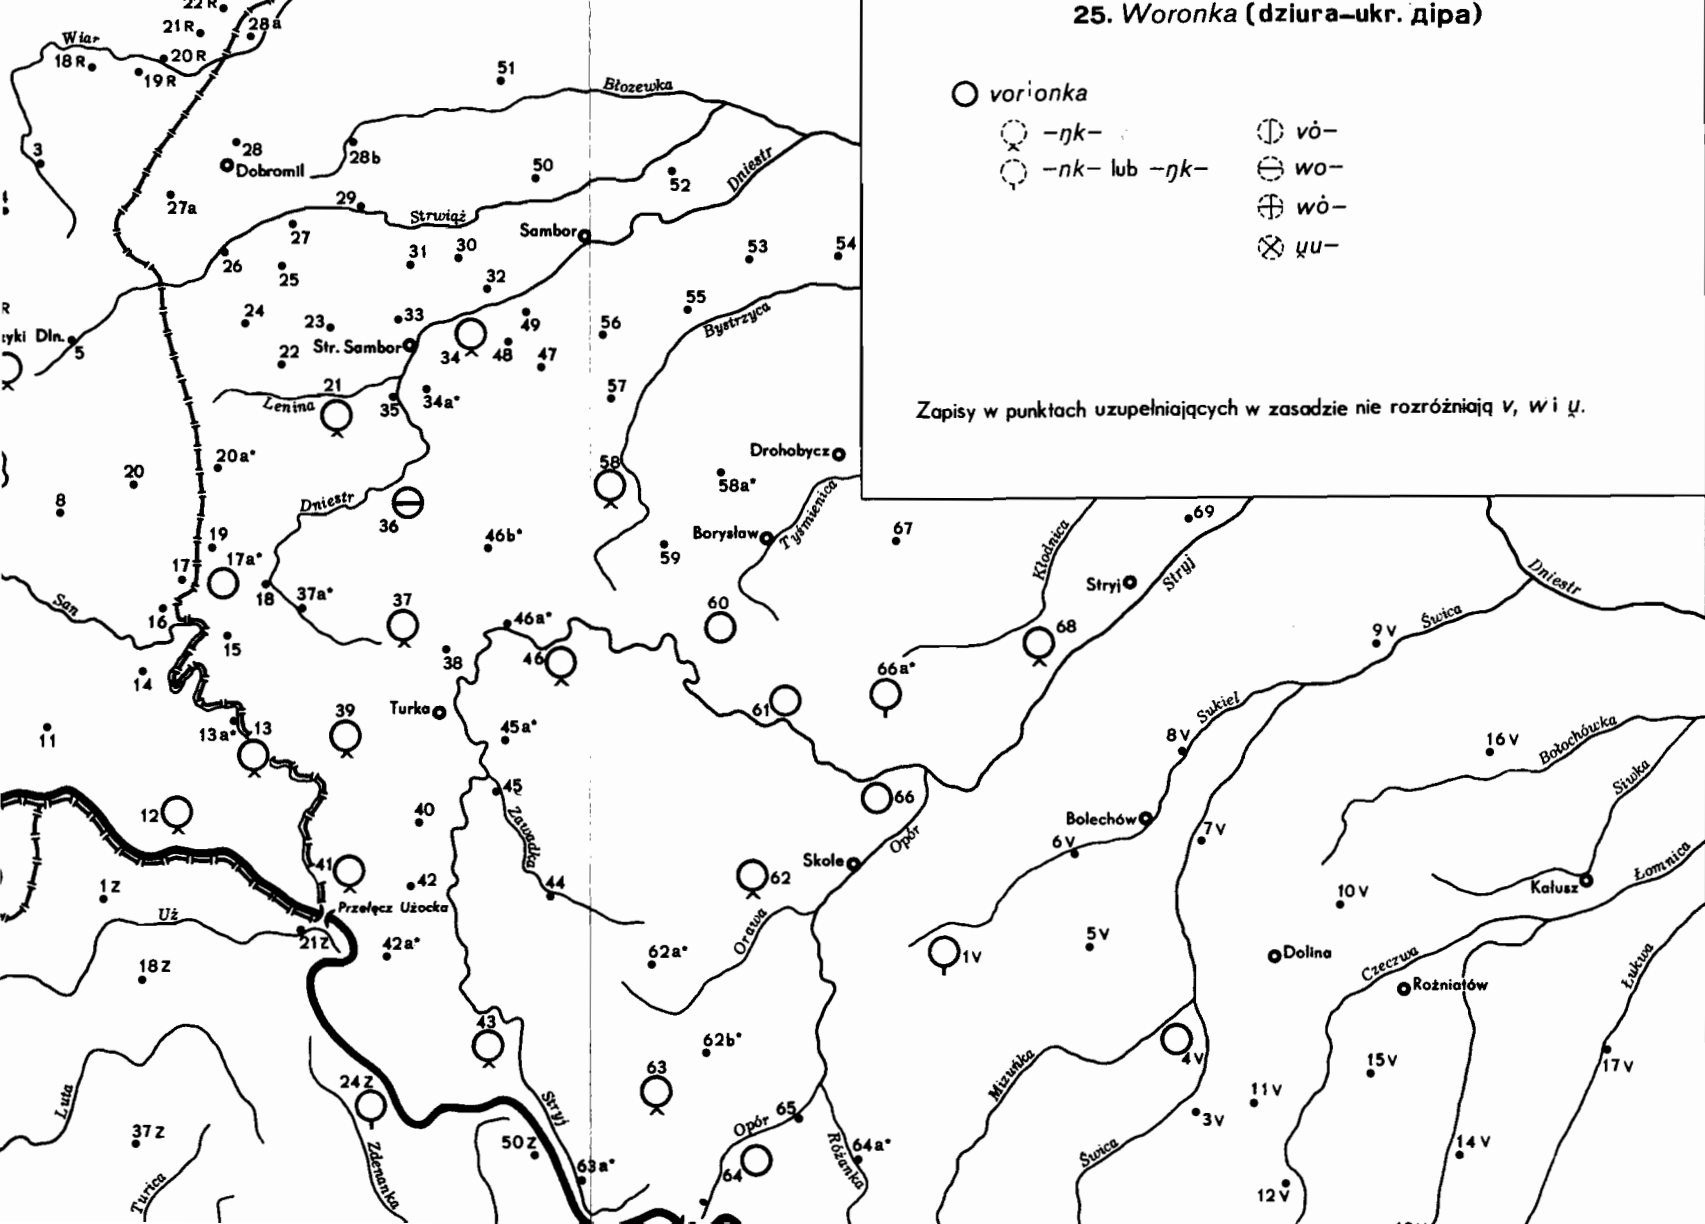 25. Woronka (dziura–ukr. діра)
vorˈonka
–ŋk–
vȯ–
–nk– lub –ŋk–
wo–
wȯ–
u̯u–
Zapisy w punktach uzupełniających w zasadzie nie rozróżniają v, w i u̯.
22 R
21 R
28a
Wiar
18 R
20 R
19 R
51
Błozewka
3
28
Dobromil
28b
50
52
Dniestr
27a
29
Strwiąż
27
Sambor
26
25
31
30
53
54
32
24
23
33
49
55
56
Bystrzyca
5
Str. Sambor
34
48
47
22
21
Lenina
35
34a*
57
Drohobycz
20
20a*
58
58a*
Tyśmienica
8
Dniestr
36
46b*
59
Borysław
67
69
Kłodnica
Stryj
Stryj
Dniestr
19
17
17a*
18
37a*
37
San
16
15
46a*
60
Świca
9 V
14
38
46
68
66a*
11
13a*
13
39
Turka
45a*
61
Sukiel
8 V
16 V
Bołochówka
Siwka
12
40
45
Zawadka
66
Opór
Bolechów
6 V
7 V
41
42
44
62
Skole
Łomnica
Kałusz
10 V
1 Z
Uż
Przełęcz Użocka
21 Z
42a*
Orawa
62a*
1 V
5 V
Dolina
Czeczwa
Rożniatów
Łukwa
18 Z
43
62b*
4 V
Mizuńka
15 V
17 V
Luta
24 Z
63
11 V
3 V
Stryj
65
Opór
37 Z
Zdenanka
50 Z
63a*
64
Różanka
64a*
Świca
14 V
12 V
Turica